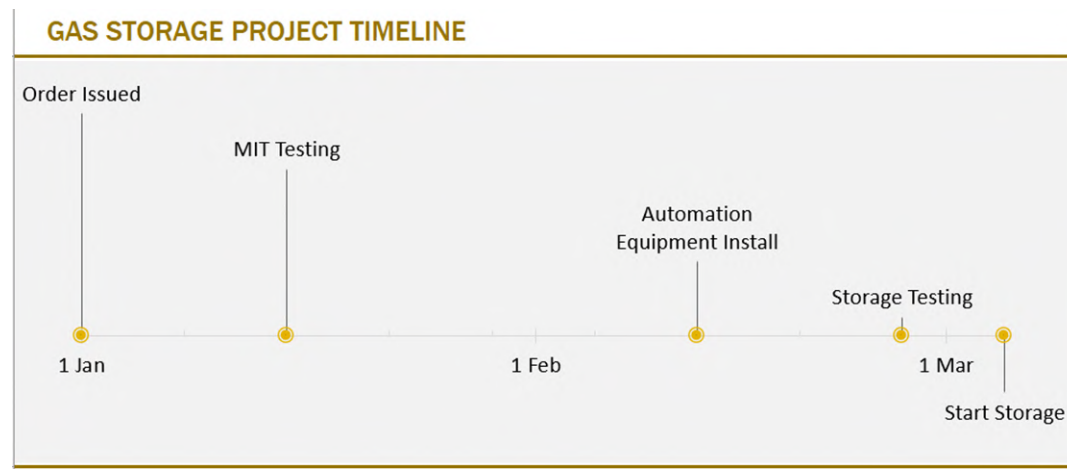 GAS STORAGE PROJECT TIMELINE
Order Issued
MIT Testing
Automation
Equipment Install
Storage Testing
1 Jan
1 Feb
1 Mar
Start Storage